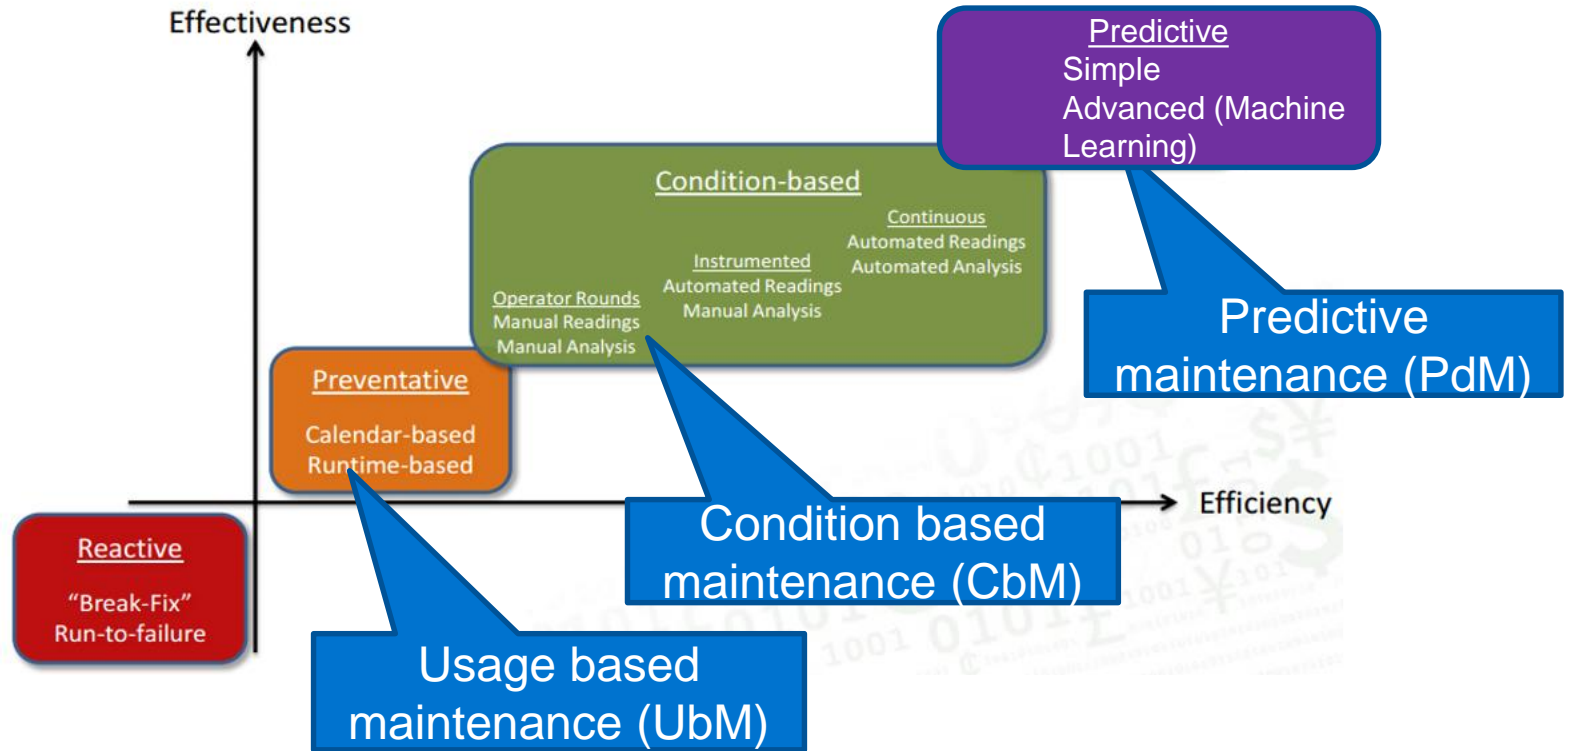 Effectiveness
Predictive
Simple
Advanced (Machine
Learning)
Condition-based
Continuous
Automated Readings
Automated Analysis
Instrumented
Automated Readings
Manual Analysis
Operator Rounds
Manual Readings
Manual Analysis
Predictive
maintenance (PdM)
Preventative
Calendar-based
Runtime-based
Efficiency
Condition based
maintenance (CbM)
Reactive
“Break-Fix”
Run-to-failure
Usage based
maintenance (UbM)